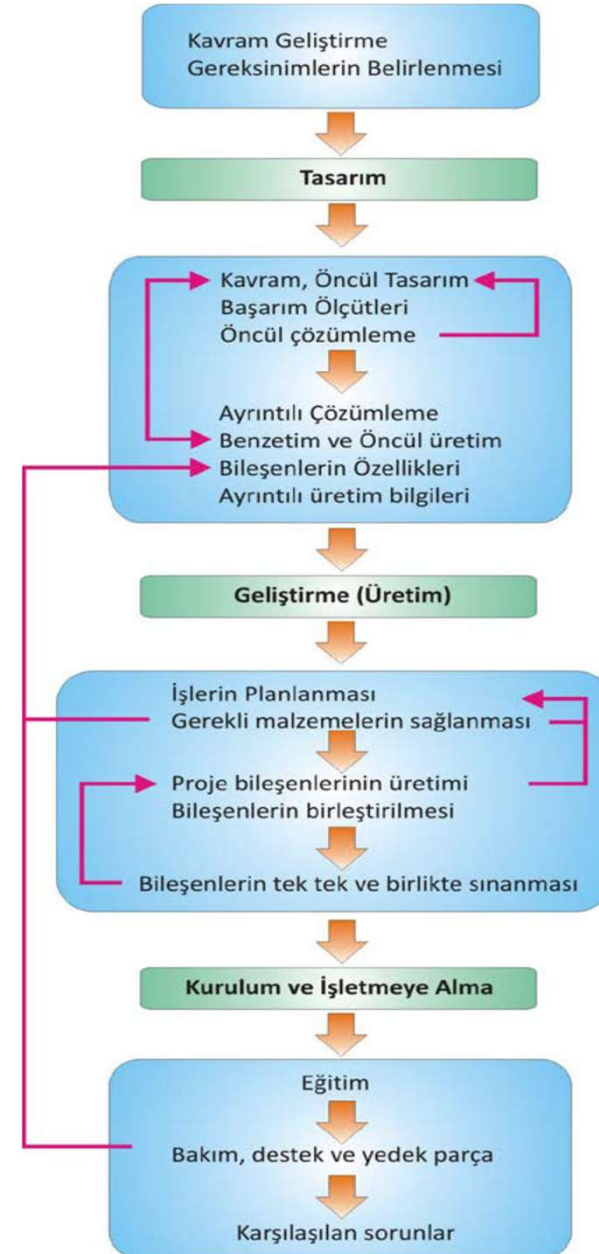 Kavram Geliştirme
Gereksinimlerin Belirlenmesi
Tasarım
Kavram, Öncül Tasarım
Başarım Ölçütleri
Öncül çözümleme
Ayrıntılı Çözümleme
Benzetim ve Öncül üretim
Bileşenlerin Özellikleri
Ayrıntılı üretim bilgileri
Geliştirme (Üretim)
İşlerin Planlanması
Gerekli malzemelerin sağlanması
Proje bileşenlerinin üretimi
Bileşenlerin birleştirilmesi
Bileşenlerin tek tek ve birlikte sınanması
Kurulum ve İşletmeye Alma
Eğitim
Bakım, destek ve yedek parça
Karşılaşılan sorunlar